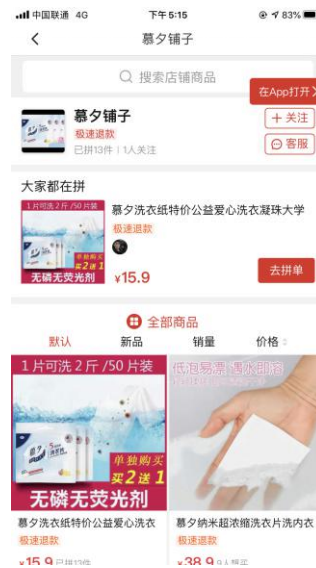 中国联通 4G 下午5:15 83%
慕夕铺子
搜索店铺商品
在App打开
慕夕铺子
极速退款
已拼13件 | 1人关注
+ 关注
客服
大家都在拼
1片可洗2斤/50片装
买2送1
无磷无荧光剂
慕夕洗衣纸特价公益爱心洗衣凝珠大学
极速退款
¥15.9
去拼单
全部商品
默认 新品 销量 价格
1片可洗2斤/50片装
慕夕
单独购买
买2送1
无磷无荧光剂
低泡易漂 遇水即溶
慕夕洗衣纸特价公益爱心洗衣
极速退款
¥15.9 已拼13件
慕夕纳米超浓缩洗衣片洗内衣
极速退款
¥38.9 9人想买